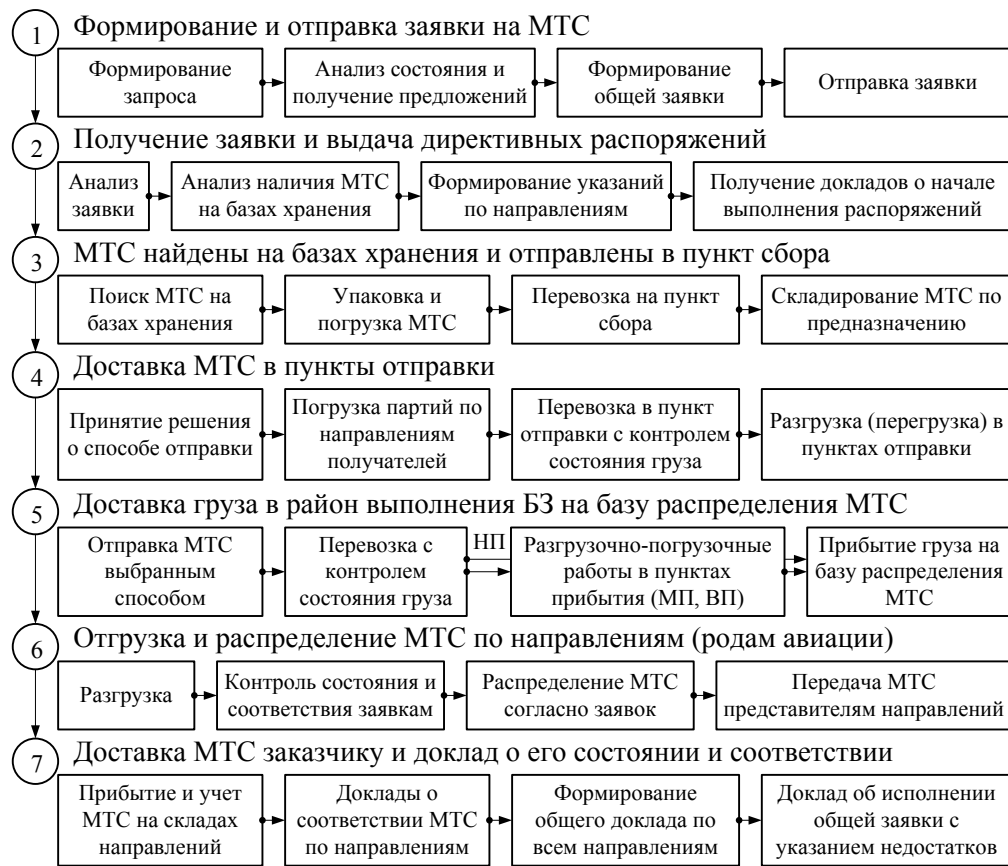 1
Формирование и отправка заявки на МТС
Формирование
запроса
Анализ состояния и
получение предложений
Формирование
общей заявки
Отправка заявки
2
Получение заявки и выдача директивных распоряжений
Анализ
заявки
Анализ наличия МТС
на базах хранения
Формирование указаний
по направлениям
Получение докладов о начале
выполнения распоряжений
3
МТС найдены на базах хранения и отправлены в пункт сбора
Поиск МТС на
базах хранения
Упаковка и
погрузка МТС
Перевозка на пункт
сбора
Складирование МТС по
предназначению
4
Доставка МТС в пункты отправки
Принятие решения
о способе отправки
Погрузка партий по
направлениям
получателей
Перевозка в пункт
отправки с контролем
состояния груза
Разгрузка (перегрузка) в
пунктах отправки
5
Доставка груза в район выполнения БЗ на базу распределения МТС
Отправка МТС
выбранным
способом
Перевозка с
контролем
состояния груза
НП
Разгрузочно-погрузочные
работы в пунктах
прибытия (МП, ВП)
Прибытие груза на
базу распределения
МТС
6
Отгрузка и распределение МТС по направлениям (родам авиации)
Разгрузка
Контроль состояния и
соответствия заявкам
Распределение МТС
согласно заявок
Передача МТС
представителям направлений
7
Доставка МТС заказчику и доклад о его состоянии и соответствии
Прибытие и учет
МТС на складах
направлений
Доклады о
соответствии МТС
по направлениям
Формирование
общего доклада по
всем направлениям
Доклад об исполнении
общей заявки с
указанием недостатков